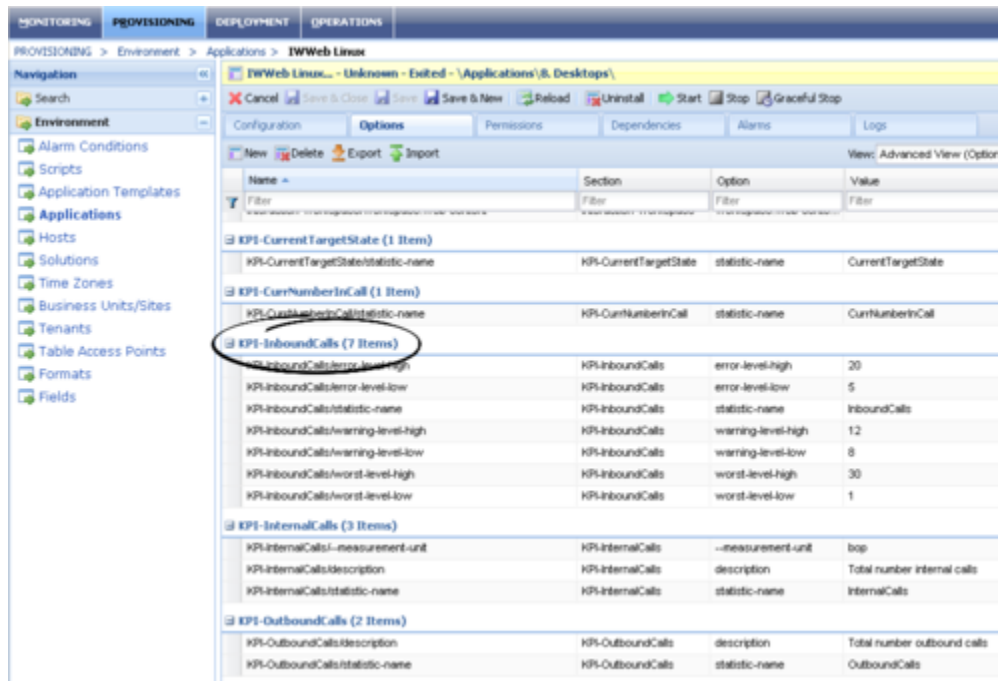 MONITORING PROVISIONING DEPLOYMENT OPERATIONS
PROVISIONING > Environment > Applications > IWWeb Linux
Navigation
IWWeb Linux... - Unknown - Exited - \Applications\8. Desktops\
Search
Cancel Save & Close Save Save & New Reload Uninstall Start Stop Graceful Stop
Environment
Configuration Options Permissions Dependencies Alarms Logs
Alarm Conditions
New Delete Export Import View: Advanced View (Option
Scripts
Name Section Option Value
Application Templates
Filter Filter Filter Filter
Applications
Hosts
KPI-CurrentTargetState (1 Item)
Solutions
KPI-CurrentTargetState/statistic-name KPI-CurrentTargetState statistic-name CurrentTargetState
Time Zones
KPI-CurrNumberInCall (1 Item)
Business Units/Sites
KPI-CurrNumberInCall/statistic-name KPI-CurrNumberInCall statistic-name CurrNumberInCall
Tenants
KPI-InboundCalls (7 Items)
Table Access Points
KPI-InboundCalls/error-level-high KPI-InboundCalls error-level-high 20
Formats
KPI-InboundCalls/error-level-low KPI-InboundCalls error-level-low 5
Fields
KPI-InboundCalls/statistic-name KPI-InboundCalls statistic-name InboundCalls
KPI-InboundCalls/warning-level-high KPI-InboundCalls warning-level-high 12
KPI-InboundCalls/warning-level-low KPI-InboundCalls warning-level-low 8
KPI-InboundCalls/worst-level-high KPI-InboundCalls worst-level-high 30
KPI-InboundCalls/worst-level-low KPI-InboundCalls worst-level-low 1
KPI-InternalCalls (3 Items)
KPI-InternalCalls/--measurement-unit KPI-InternalCalls --measurement-unit bop
KPI-InternalCalls/description KPI-InternalCalls description Total number internal calls
KPI-InternalCalls/statistic-name KPI-InternalCalls statistic-name InternalCalls
KPI-OutboundCalls (2 Items)
KPI-OutboundCalls/description KPI-OutboundCalls description Total number outbound calls
KPI-OutboundCalls/statistic-name KPI-OutboundCalls statistic-name OutboundCalls